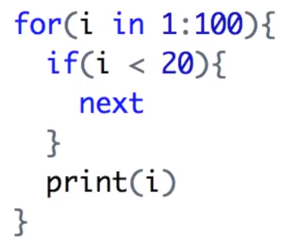 for(i in 1:100){
  if(i < 20){
    next
  }
  print(i)
}